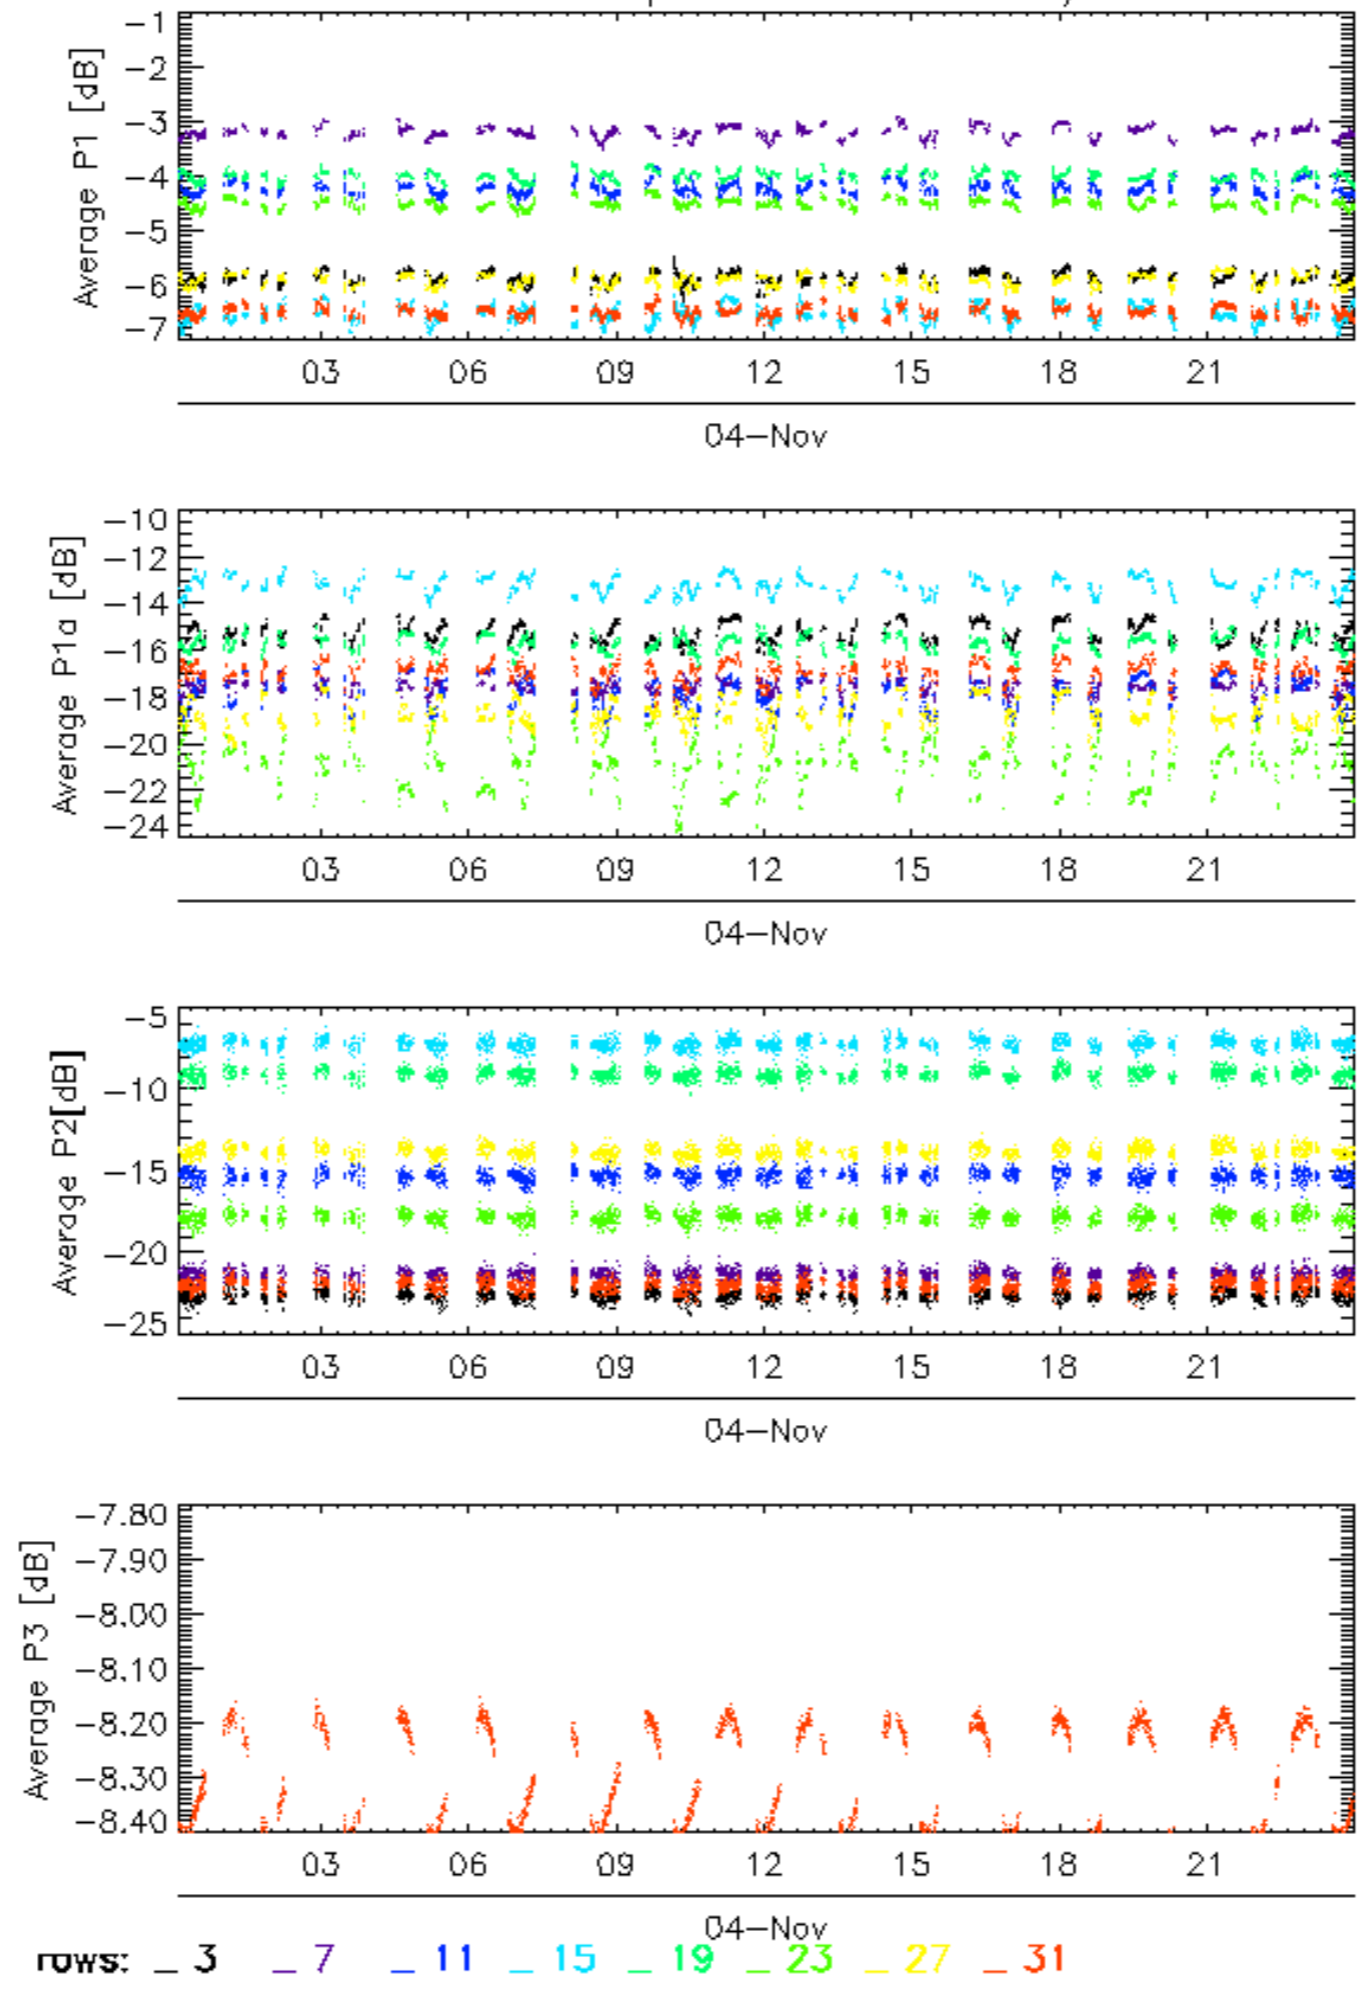 -1
-2
-3
-4
-5
-6
-7
Average P1 [dB]
03 06 09 12 15 18 21
04-Nov
-10
-12
-14
-16
-18
-20
-22
-24
Average P1a [dB]
03 06 09 12 15 18 21
04-Nov
-5
-10
-15
-20
-25
Average P2[dB]
03 06 09 12 15 18 21
04-Nov
-7.80
-7.90
-8.00
-8.10
-8.20
-8.30
-8.40
Average P3 [dB]
03 06 09 12 15 18 21
04-Nov
rows: _ 3 _ 7 _ 11 _ 15 _ 19 _ 23 _ 27 _ 31